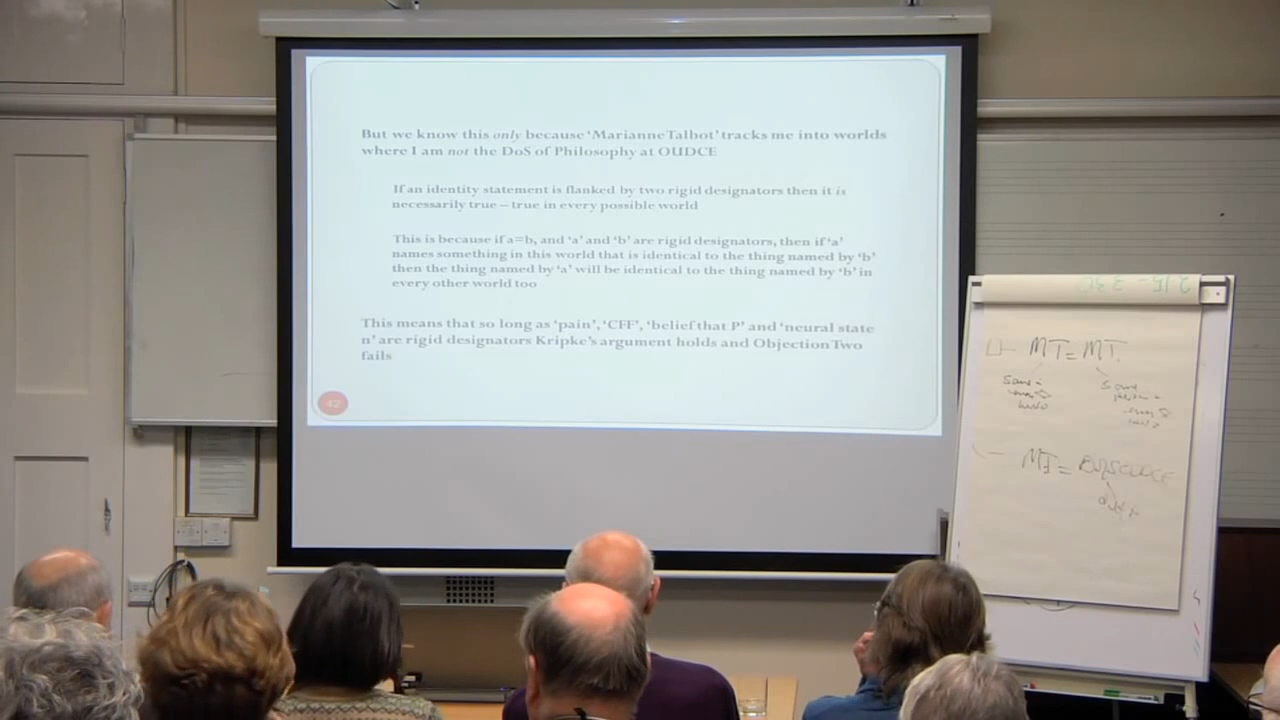 But we know this only because ‘Marianne Talbot’ tracks me into worlds
where I am not the DoS of Philosophy at OUDCE
If an identity statement is flanked by two rigid designators then it is
necessarily true – true in every possible world
This is because if a=b, and ‘a’ and ‘b’ are rigid designators, then if ‘a’
names something in this world that is identical to the thing named by ‘b’
then the thing named by ‘a’ will be identical to the thing named by ‘b’ in
every other world too
This means that so long as ‘pain’, ‘CFF’, ‘belief that P’ and ‘neural state
n’ are rigid designators Kripke’s argument holds and Objection Two
fails
42
MT = MT
MT =